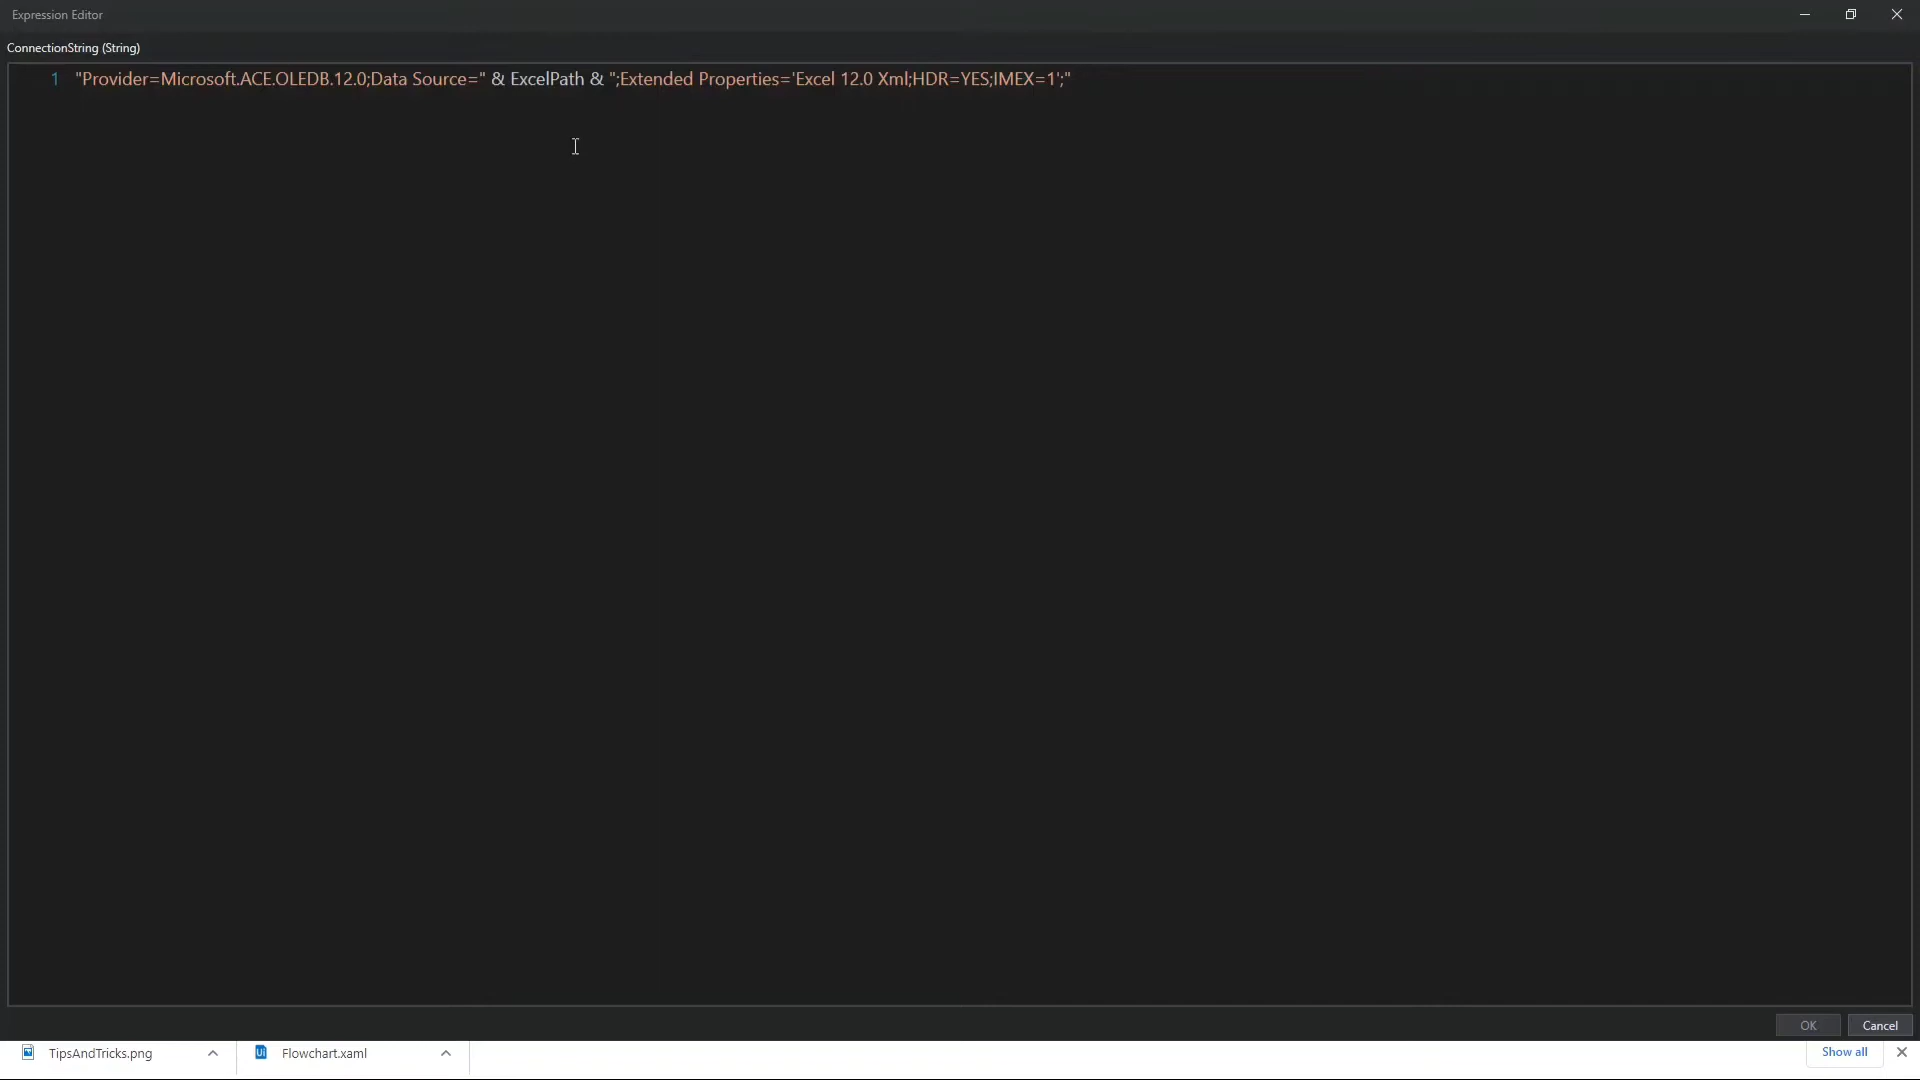 Expression Editor
ConnectionString (String)
1 "Provider=Microsoft.ACE.OLEDB.12.0;Data Source=" & ExcelPath & ";Extended Properties='Excel 12.0 Xml;HDR=YES;IMEX=1';"
OK Cancel
TipsAndTricks.png Ui Flowchart.xaml Show all